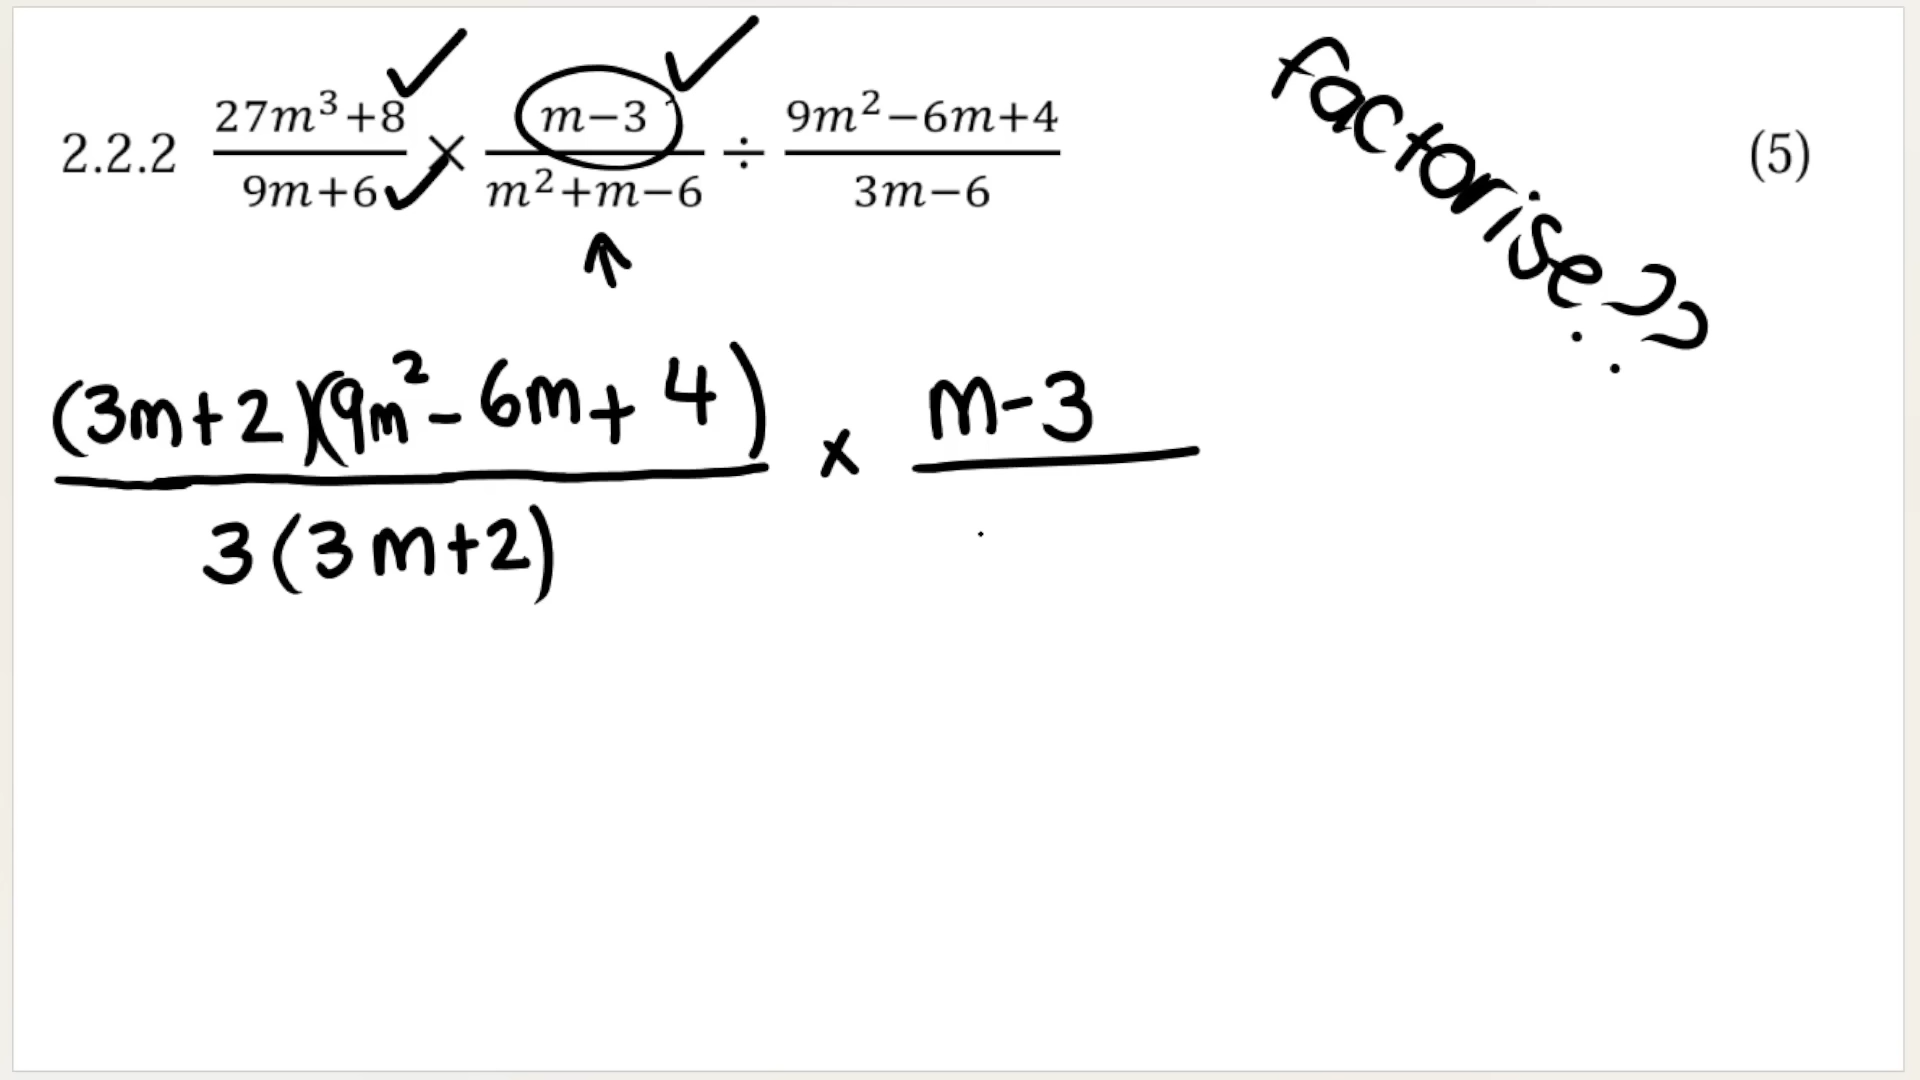 2.2.2 (27m³+8)/(9m+6) × (m−3)/(m²+m−6) ÷ (9m²−6m+4)/(3m−6) (5)
factorise??
(3m+2)(9m²-6m+4)/3(3m+2) × m-3/